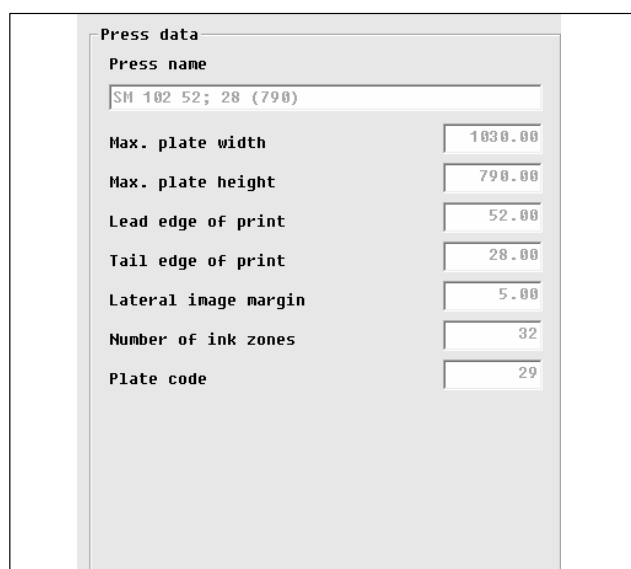 Press data
Press name
SM 102 52; 28 (790)
Max. plate width 1030.00
Max. plate height 790.00
Lead edge of print 52.00
Tail edge of print 28.00
Lateral image margin 5.00
Number of ink zones 32
Plate code 29